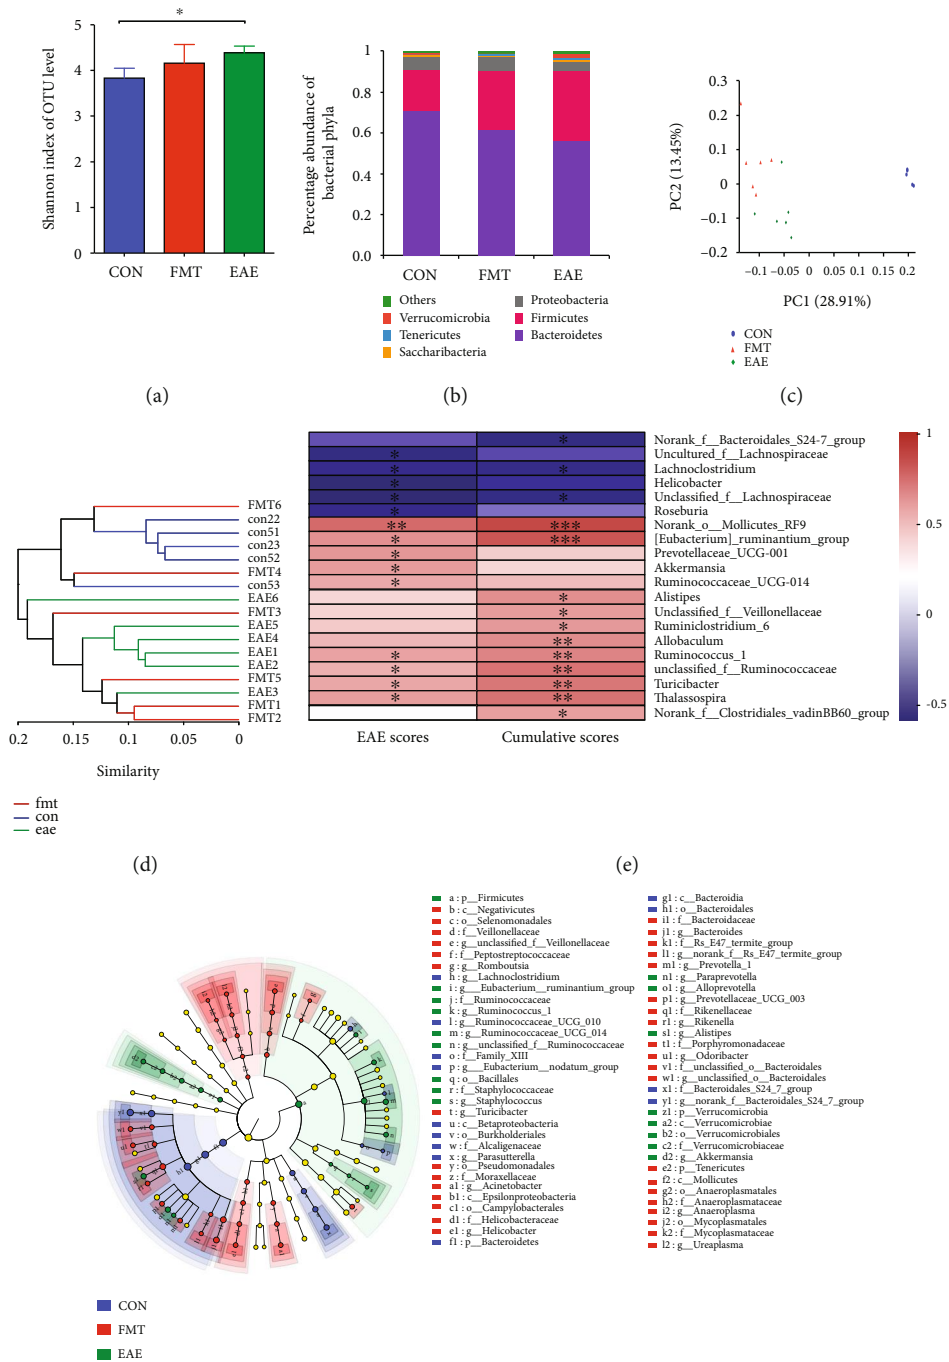 *
5
4
3
2
1
0
Shannon index of OTU level
CON FMT EAE
(a)
1
0.8
0.6
0.4
0.2
0.0
Percentage abundance of
bacterial phyla
CON FMT EAE
Others
Verrucomicrobia
Tenericutes
Saccharibacteria
Proteobacteria
Firmicutes
Bacteroidetes
(b)
0.3
0.2
0.1
0
−0.1
−0.2
PC2 (13.45%)
−0.1 −0.05 0 0.1 0.05 0.15 0.2
PC1 (28.91%)
CON
FMT
EAE
(c)
FMT6
con22
con51
con23
con52
FMT4
con53
EAE6
FMT3
EAE5
EAE4
EAE1
EAE2
FMT5
EAE3
FMT1
FMT2
0.2 0.15 0.1 0.05 0
Similarity
fmt
con
eae
(d)
* Norank_f__Bacteroidales_S24-7_group
* Uncultured_f__Lachnospiraceae
* * Lachnoclostridium
* Helicobacter
* * Unclassified_f__Lachnospiraceae
* Roseburia
** *** Norank_o__Mollicutes_RF9
* *** [Eubacterium]_ruminantium_group
* Prevotellaceae_UCG-001
* Akkermansia
* Ruminococcaceae_UCG-014
* Alistipes
* Unclassified_f__Veillonellaceae
* Ruminiclostridium_6
** Allobaculum
* ** Ruminococcus_1
* ** unclassified_f__Ruminococcaceae
* ** Turicibacter
* ** Thalassospira
* Norank_f__Clostridiales_vadinBB60_group
EAE scores Cumulative scores
1
0.5
0
-0.5
(e)
CON
FMT
EAE
a : p__Firmicutes
b : c__Negativicutes
c : o__Selenomonadales
d : f__Veillonellaceae
e : g__unclassified_f__Veillonellaceae
f : f__Peptostreptococcaceae
g : g__Romboutsia
h : g__Lachnoclostridium
i : g__Eubacterium__ruminantium_group
j : f__Ruminococcaceae
k : g__Ruminococcus_1
l : g__Ruminococcaceae_UCG_010
m : g__Ruminococcaceae_UCG_014
n : g__unclassified_f__Ruminococcaceae
o : f__Family_XIII
p : g__Eubacterium__nodatum_group
q : o__Bacillales
r : f__Staphylococcaceae
s : g__Staphylococcus
t : g__Turicibacter
u : c__Betaproteobacteria
v : o__Burkholderiales
w : f__Alcaligenaceae
x : g__Parasutterella
y : o__Pseudomonadales
z : f__Moraxellaceae
a1 : g__Acinetobacter
b1 : c__Epsilonproteobacteria
c1 : o__Campylobacterales
d1 : f__Helicobacteraceae
e1 : g__Helicobacter
f1 : p__Bacteroidetes
g1 : c__Bacteroidia
h1 : o__Bacteroidales
i1 : f__Bacteroidaceae
j1 : g__Bacteroides
k1 : f__Rs_E47_termite_group
l1 : g__norank_f__Rs_E47_termite_group
m1 : g__Prevotella_1
n1 : g__Paraprevotella
o1 : g__Alloprevotella
p1 : g__Prevotellaceae_UCG_003
q1 : f__Rikenellaceae
r1 : g__Rikenella
s1 : g__Alistipes
t1 : f__Porphyromonadaceae
u1 : g__Odoribacter
v1 : f__unclassified_o__Bacteroidales
w1 : g__unclassified_o__Bacteroidales
x1 : f__Bacteroidales_S24_7_group
y1 : g__norank_f__Bacteroidales_S24_7_group
z1 : p__Verrucomicrobia
a2 : c__Verrucomicrobiae
b2 : o__Verrucomicrobiales
c2 : f__Verrucomicrobiaceae
d2 : g__Akkermansia
e2 : p__Tenericutes
f2 : c__Mollicutes
g2 : o__Anaeroplasmatales
h2 : f__Anaeroplasmataceae
i2 : g__Anaeroplasma
j2 : o__Mycoplasmatales
k2 : f__Mycoplasmataceae
l2 : g__Ureaplasma